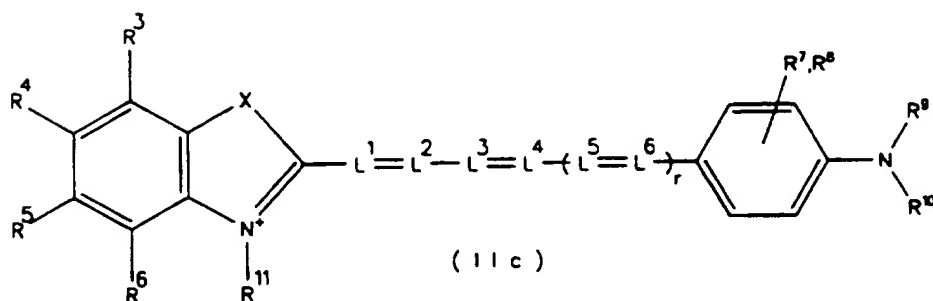 R³
R⁴ X R⁷,R⁸
R⁹
L¹=L²-L³=L⁴-(L⁵=L⁶)r N
R⁵ N⁺ R¹⁰
R⁶ R¹¹
(IIc)